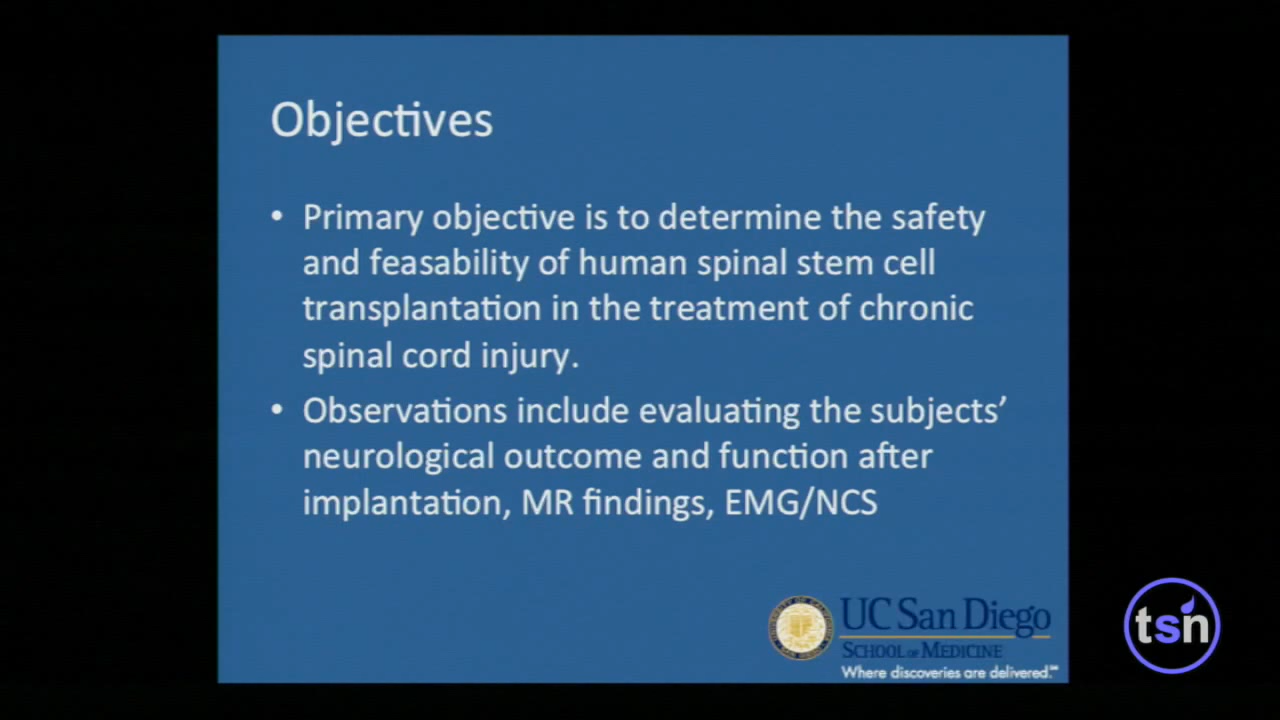 Objectives
• Primary objective is to determine the safety
and feasability of human spinal stem cell
transplantation in the treatment of chronic
spinal cord injury.
• Observations include evaluating the subjects’
neurological outcome and function after
implantation, MR findings, EMG/NCS
UC San Diego
SCHOOL OF MEDICINE
Where discoveries are delivered.℠
tsn